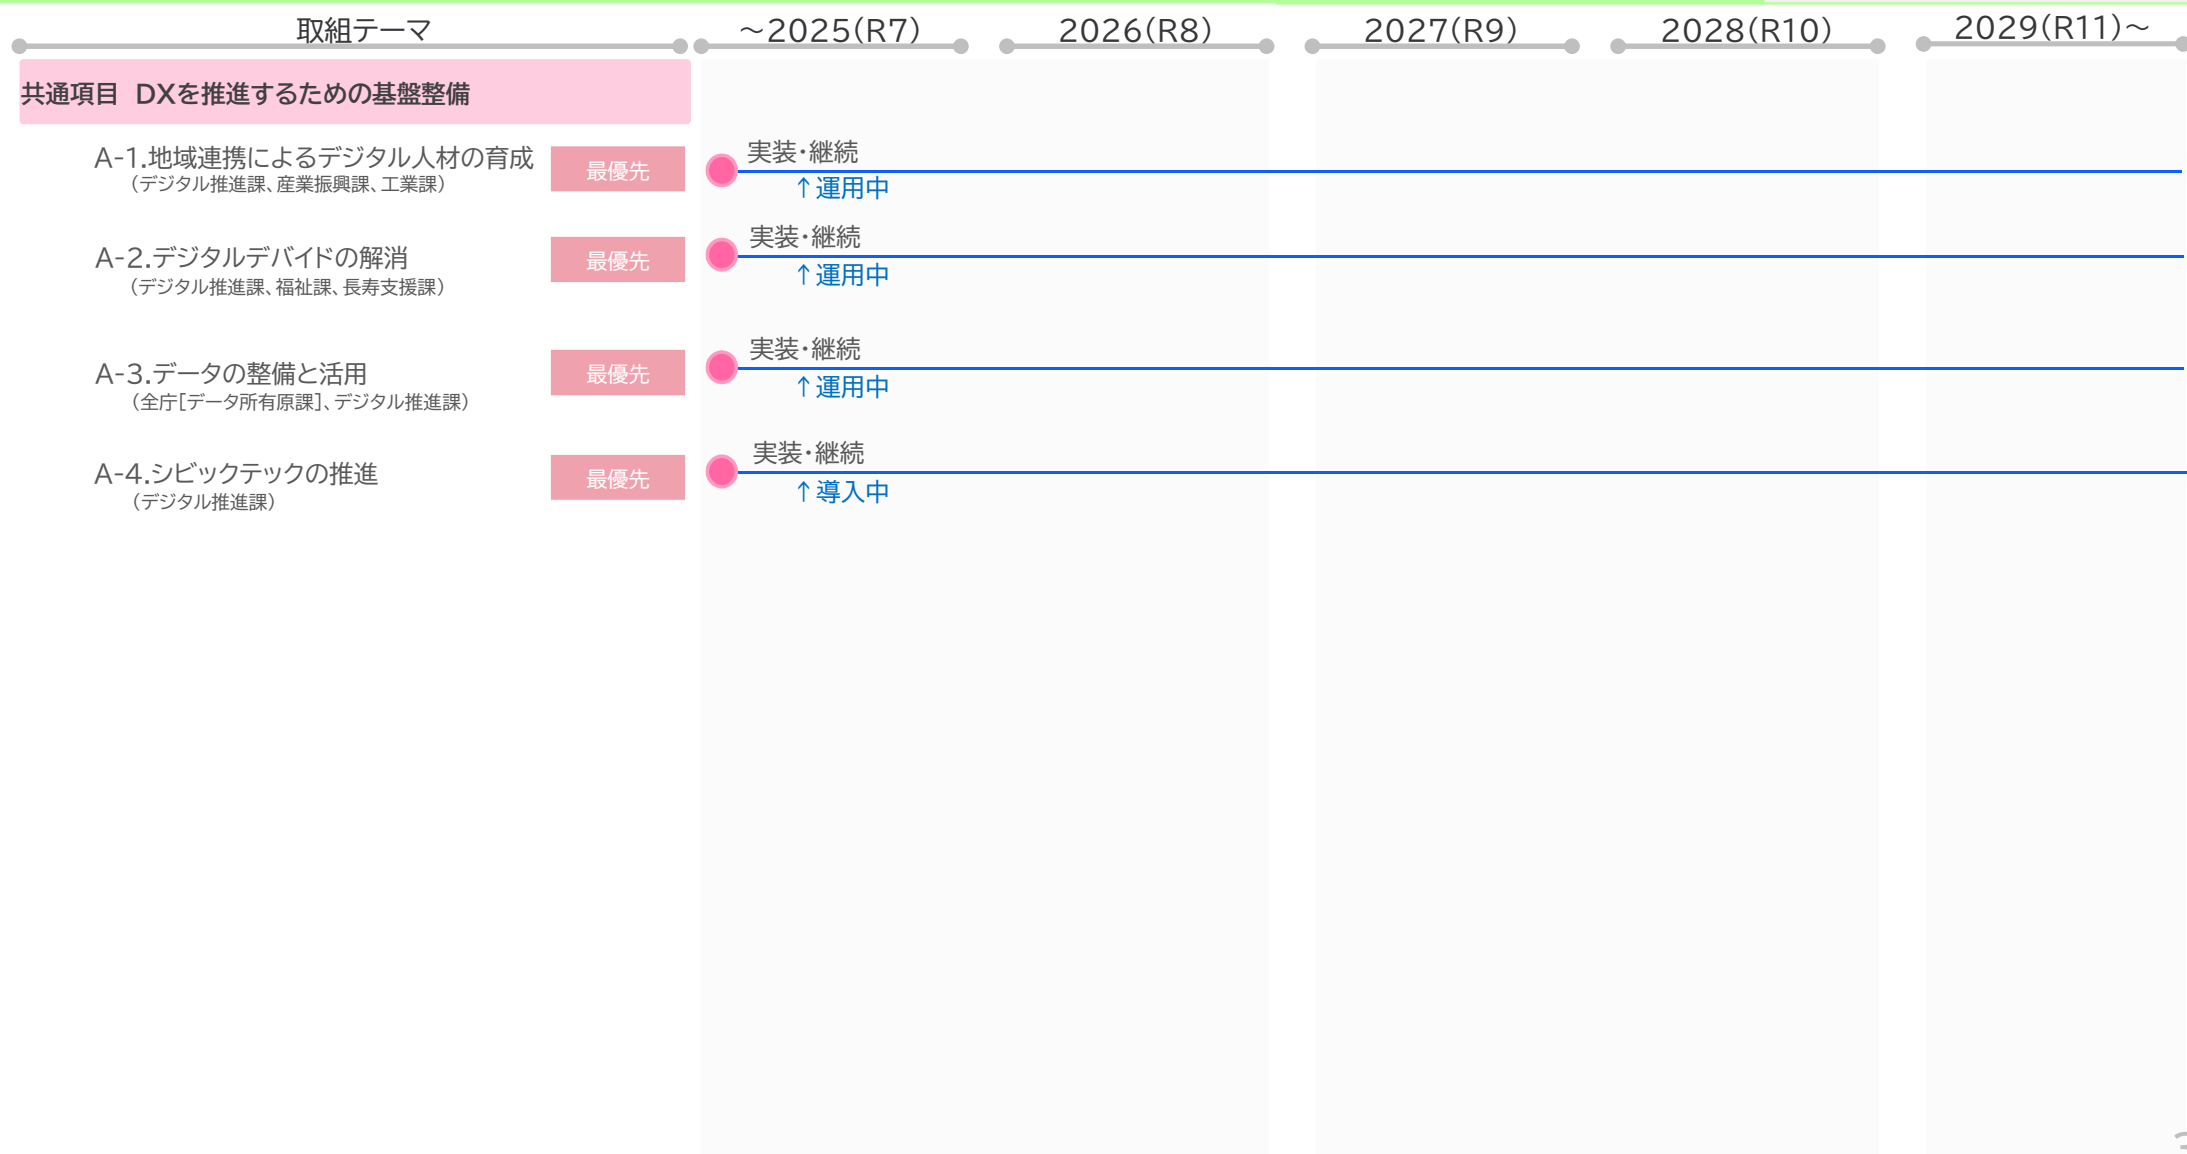 取組テーマ ～2025(R7) 2026(R8) 2027(R9) 2028(R10) 2029(R11)～
共通項目 DXを推進するための基盤整備
A-1.地域連携によるデジタル人材の育成 最優先 実装・継続
（デジタル推進課、産業振興課、工業課） ↑運用中
A-2.デジタルデバイドの解消 最優先 実装・継続
（デジタル推進課、福祉課、長寿支援課） ↑運用中
A-3.データの整備と活用 最優先 実装・継続
（全庁[データ所有原課]、デジタル推進課） ↑運用中
A-4.シビックテックの推進 最優先 実装・継続
（デジタル推進課） ↑導入中